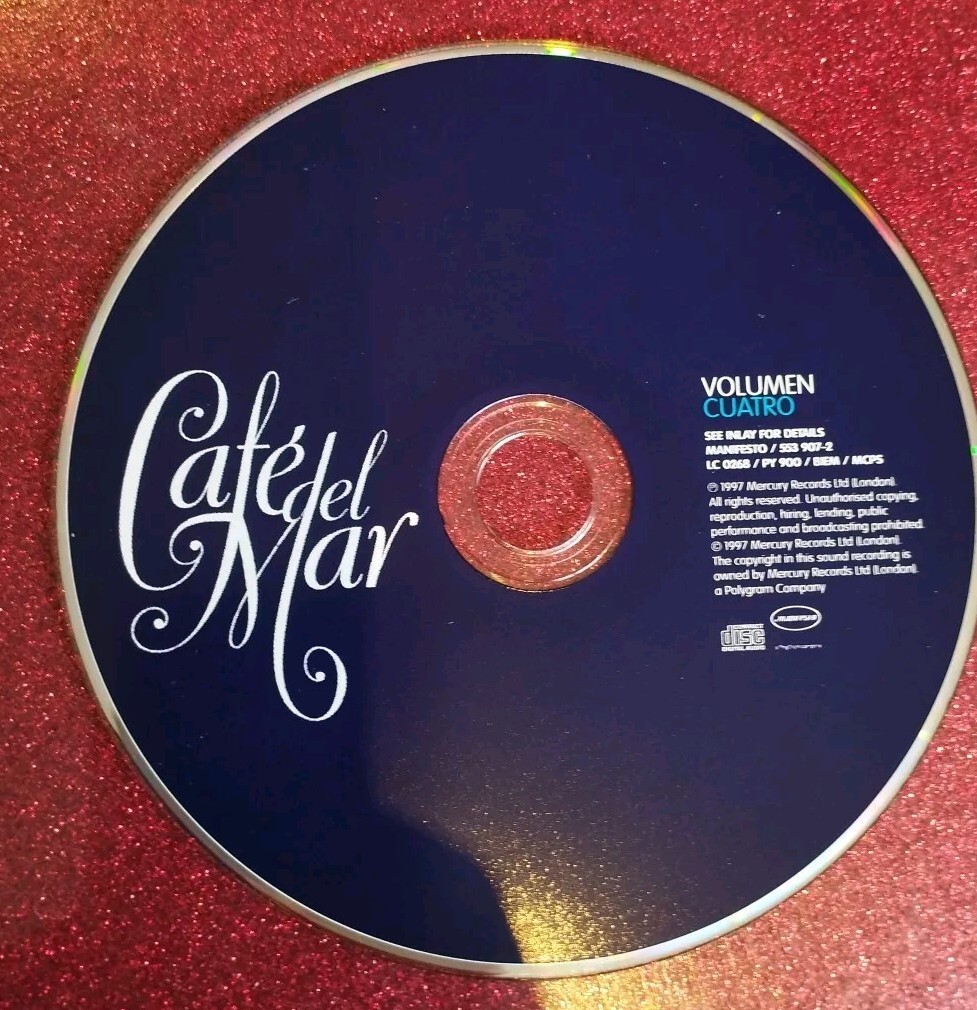 Café del
Mar
VOLUMEN
CUATRO
SEE INLAY FOR DETAILS
MANIFESTO / 553 907-2
LC 0268 / PY 900 / BIEM / MCPS
℗ 1997 Mercury Records Ltd (London).
All rights reserved. Unauthorised copying,
reproduction, hiring, lending, public
performance and broadcasting prohibited.
© 1997 Mercury Records Ltd (London).
The copyright in this sound recording is
owned by Mercury Records Ltd (London).
a Polygram Company
COMPACT
disc
DIGITAL AUDIO